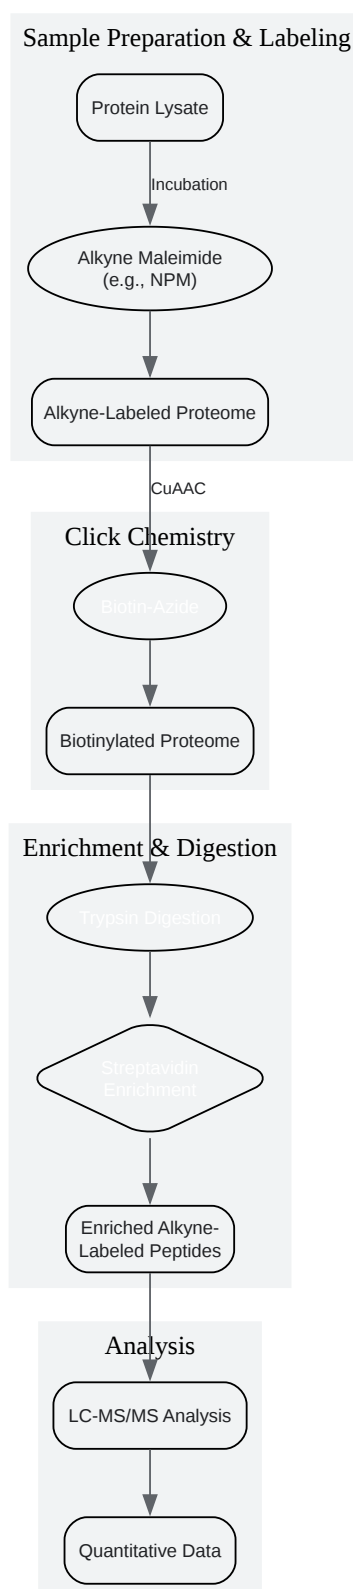 Sample Preparation & Labeling
Protein Lysate
Incubation
Alkyne Maleimide
(e.g., NPM)
Alkyne-Labeled Proteome
CuAAC
Click Chemistry
Biotin-Azide
Biotinylated Proteome
Enrichment & Digestion
Trypsin Digestion
Streptavidin
Enrichment
Enriched Alkyne-
Labeled Peptides
Analysis
LC-MS/MS Analysis
Quantitative Data